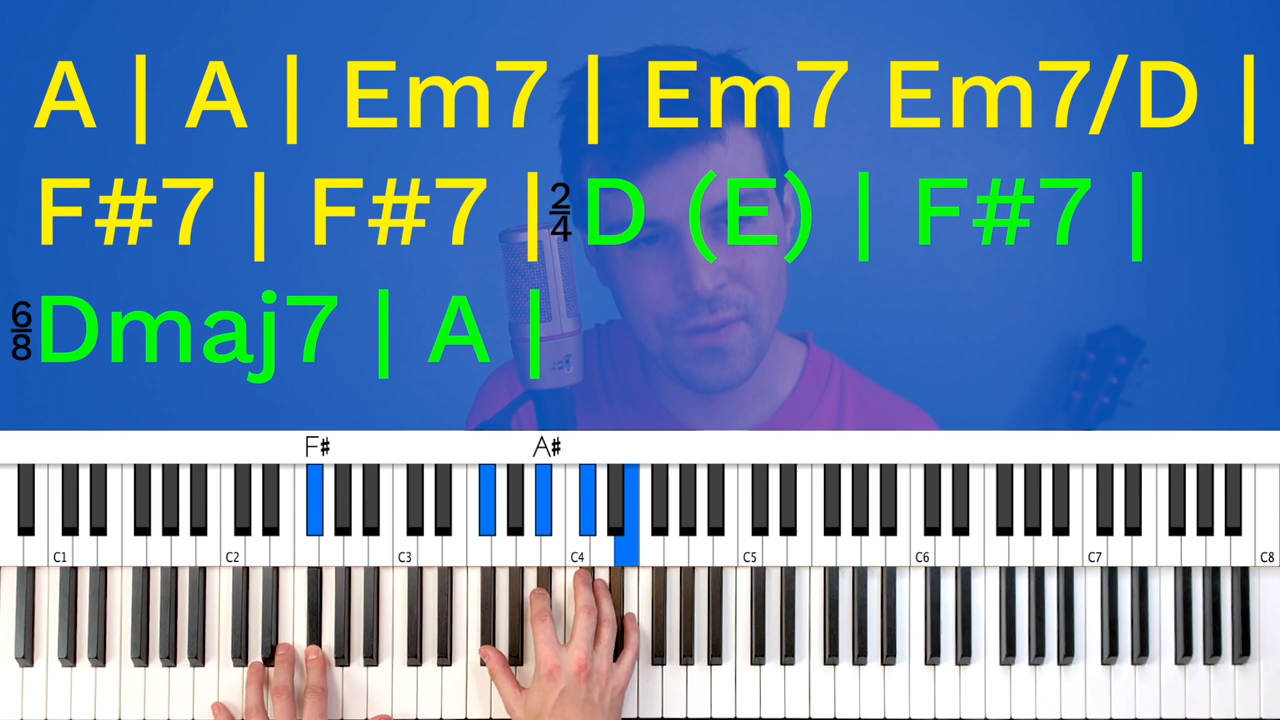 A | A | Em7 | Em7 Em7/D |
F#7 | F#7 | 2/4 D (E) | F#7 |
6/8 Dmaj7 | A |
F# A#
C1 C2 C3 C4 C5 C6 C7 C8